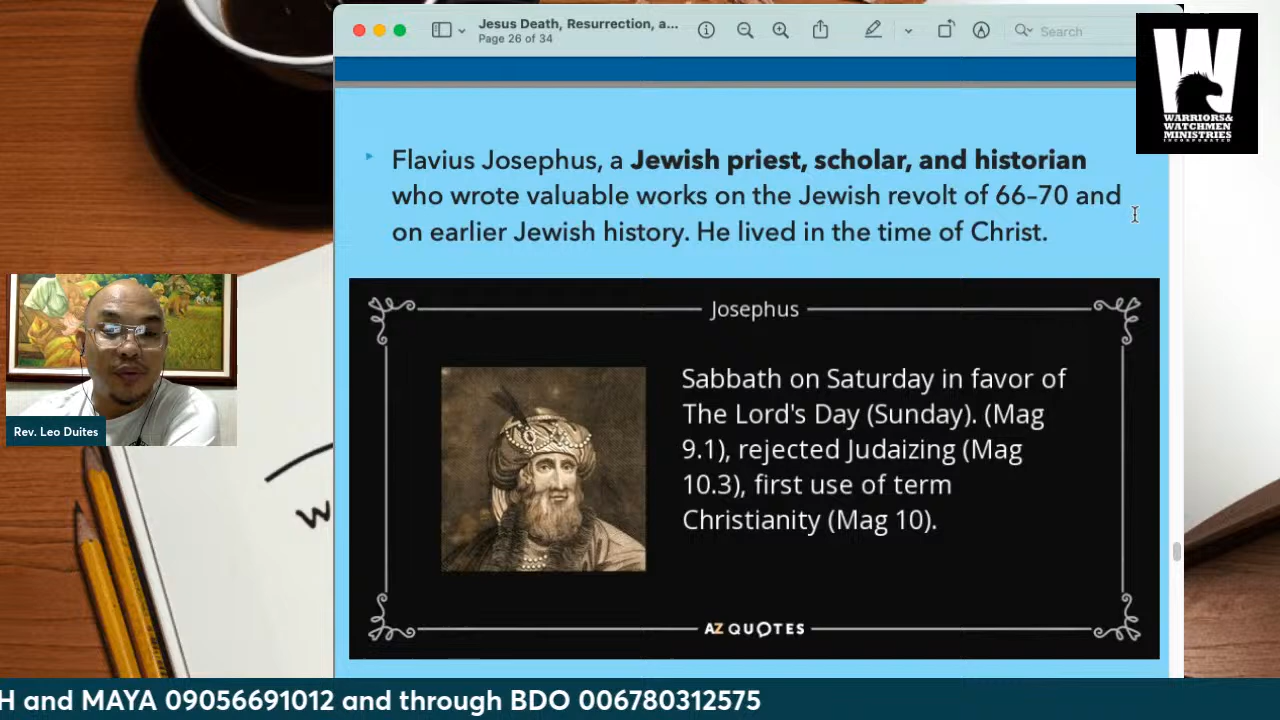 Jesus Death, Resurrection, a...
Page 26 of 34
Search
W
WARRIORS&
WATCHMEN
MINISTRIES
INCORPORATED
Flavius Josephus, a Jewish priest, scholar, and historian
who wrote valuable works on the Jewish revolt of 66–70 and
on earlier Jewish history. He lived in the time of Christ.
Josephus
Sabbath on Saturday in favor of
The Lord's Day (Sunday). (Mag
9.1), rejected Judaizing (Mag
10.3), first use of term
Christianity (Mag 10).
AZ QUOTES
Rev. Leo Duites
W
H and MAYA 09056691012 and through BDO 006780312575